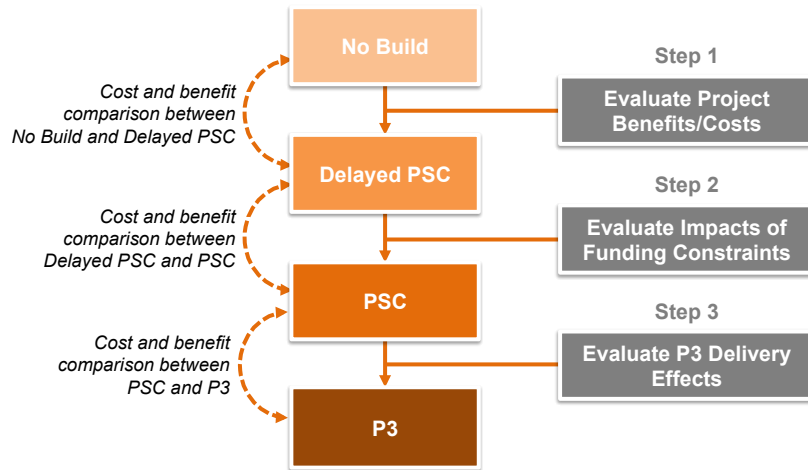 No Build
Step 1
Cost and benefit
comparison between
No Build and Delayed PSC
Evaluate Project
Benefits/Costs
Delayed PSC
Step 2
Cost and benefit
comparison between
Delayed PSC and PSC
Evaluate Impacts of
Funding Constraints
PSC
Step 3
Cost and benefit
comparison between
PSC and P3
Evaluate P3 Delivery
Effects
P3